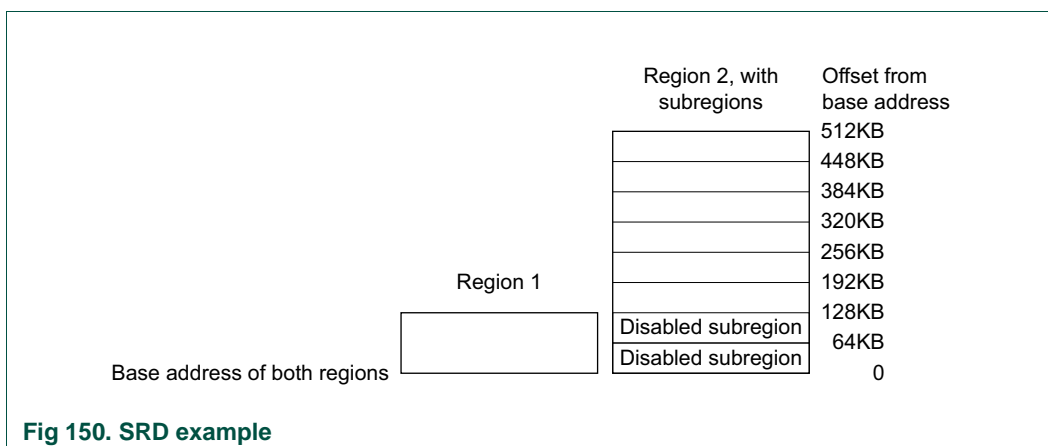 Region 2, with
subregions
Offset from
base address
512KB
448KB
384KB
320KB
256KB
Region 1
192KB
128KB
Disabled subregion
64KB
Disabled subregion
Base address of both regions
0
Fig 150. SRD example